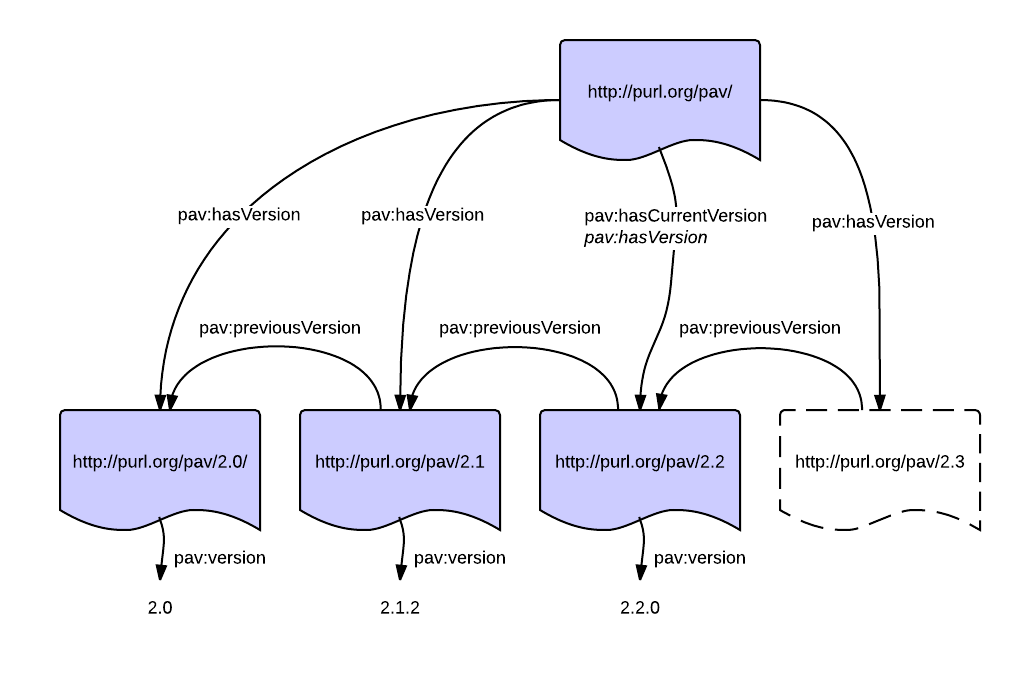 http://purl.org/pav/
pav:hasVersion
pav:hasVersion
pav:hasCurrentVersion
pav:hasVersion
pav:hasVersion
pav:previousVersion
pav:previousVersion
pav:previousVersion
http://purl.org/pav/2.0/
http://purl.org/pav/2.1
http://purl.org/pav/2.2
http://purl.org/pav/2.3
pav:version
pav:version
pav:version
2.0
2.1.2
2.2.0